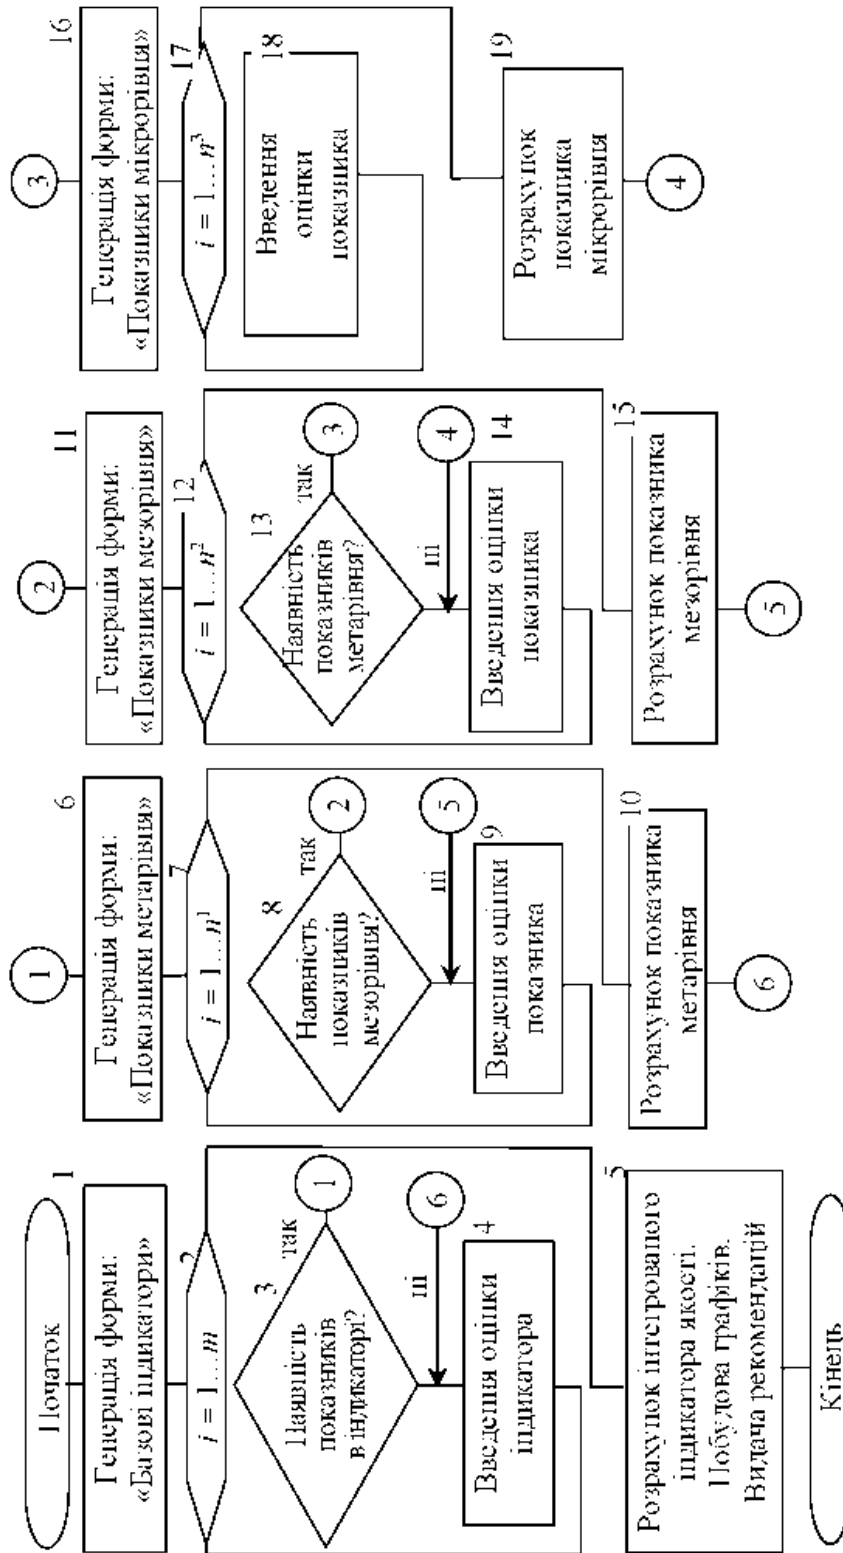 Початок
1
Генерація форми:
«Базові індикатори»
2
i = 1…m
3
Наявність
показників
в індикаторі?
так
1
ні
6
4
Введення оцінки
індикатора
5
Розрахунок інтегрованого
індикатора якості.
Побудова графіків.
Видача рекомендацій
Кінець
1
6
Генерація форми:
«Показники метарівня»
7
i = 1…n¹
8
Наявність
показників
мезорівня?
так
2
ні
5
9
Введення оцінки
показника
10
Розрахунок показника
метарівня
6
2
11
Генерація форми:
«Показники мезорівня»
12
i = 1…n²
13
Наявність
показників
метарівня?
так
3
ні
4
14
Введення оцінки
показника
15
Розрахунок показника
мезорівня
5
3
16
Генерація форми:
«Показники мікрорівня»
17
i = 1…n³
18
Введення
оцінки
показника
19
Розрахунок
показника
мікрорівня
4